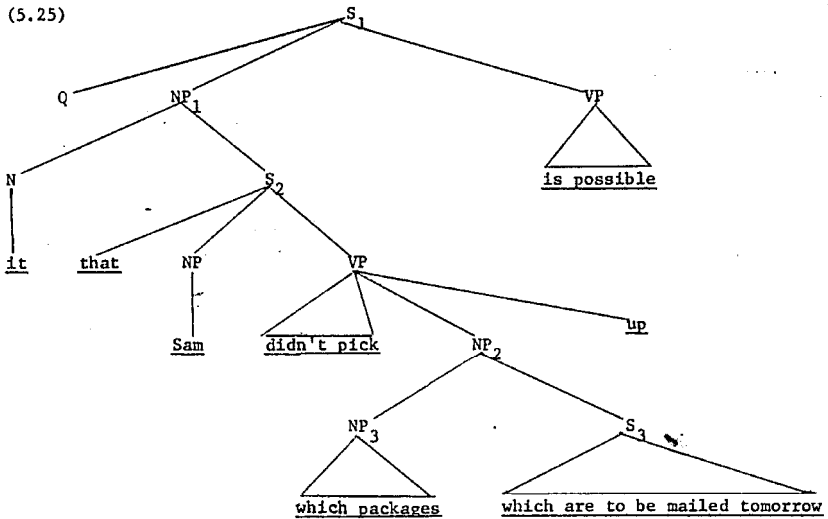 (5.25)
S1
Q NP1 VP
N S2 is possible
it that NP VP
Sam didn't pick NP2 up
NP3 S3
which packages which are to be mailed tomorrow